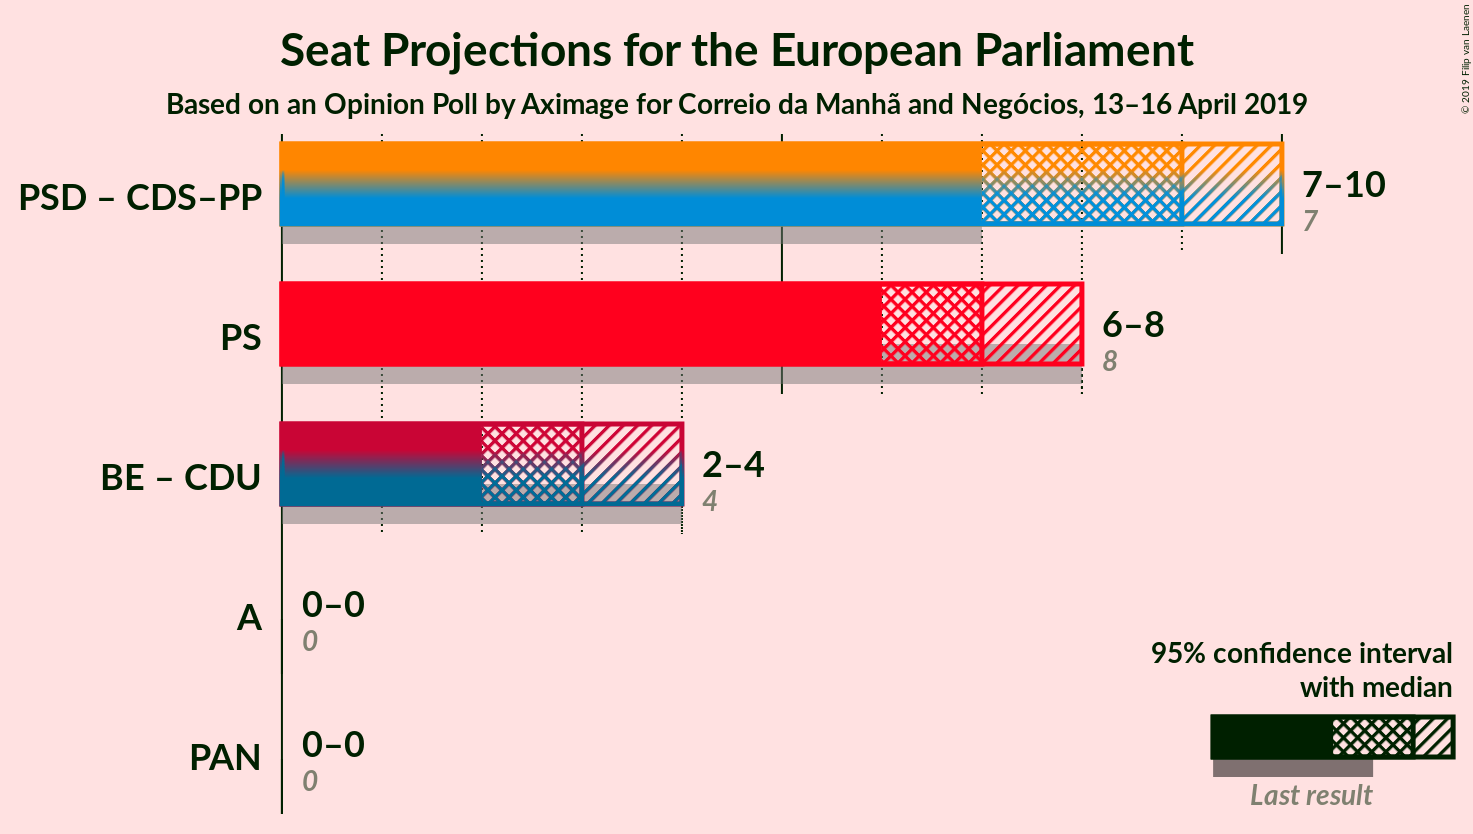 Seat Projections for the European Parliament
Based on an Opinion Poll by Aximage for Correio da Manhã and Negócios, 13–16 April 2019
© 2019 Filip van Laenen
PSD – CDS–PP
7–10
7
PS
6–8
8
BE – CDU
2–4
4
A
0–0
0
PAN
0–0
0
95% confidence interval
with median
Last result